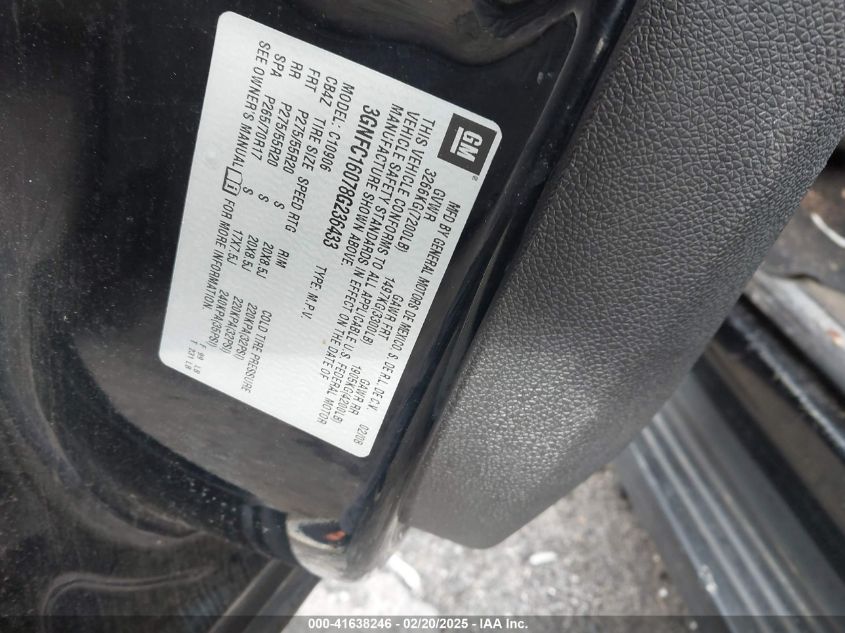 GM
MFD BY GENERAL MOTORS DE MEXICO S. DE R.L. DE C.V. 02/08
GVWR GAWR FRT GAWR RR
3266KG(7200LB) 1497KG(3300LB) 1905KG(4200LB)
THIS VEHICLE CONFORMS TO ALL APPLICABLE U.S. FEDERAL MOTOR
VEHICLE SAFETY STANDARDS IN EFFECT ON THE DATE OF
MANUFACTURE SHOWN ABOVE.
3GNFC16078G236433 TYPE: M.P.V.
MODEL: C10906
CB4Z TIRE SIZE SPEED RTG RIM COLD TIRE PRESSURE
FRT P275/55R20 S 20X8.5J 220KPA(32PSI)
RR P275/55R20 S 20X8.5J 220KPA(32PSI)
SPA P265/70R17 S 17X7.5J 240KPA(35PSI)
SEE OWNER'S MANUAL FOR MORE INFORMATION.
000-41638246 - 02/20/2025 - IAA Inc.